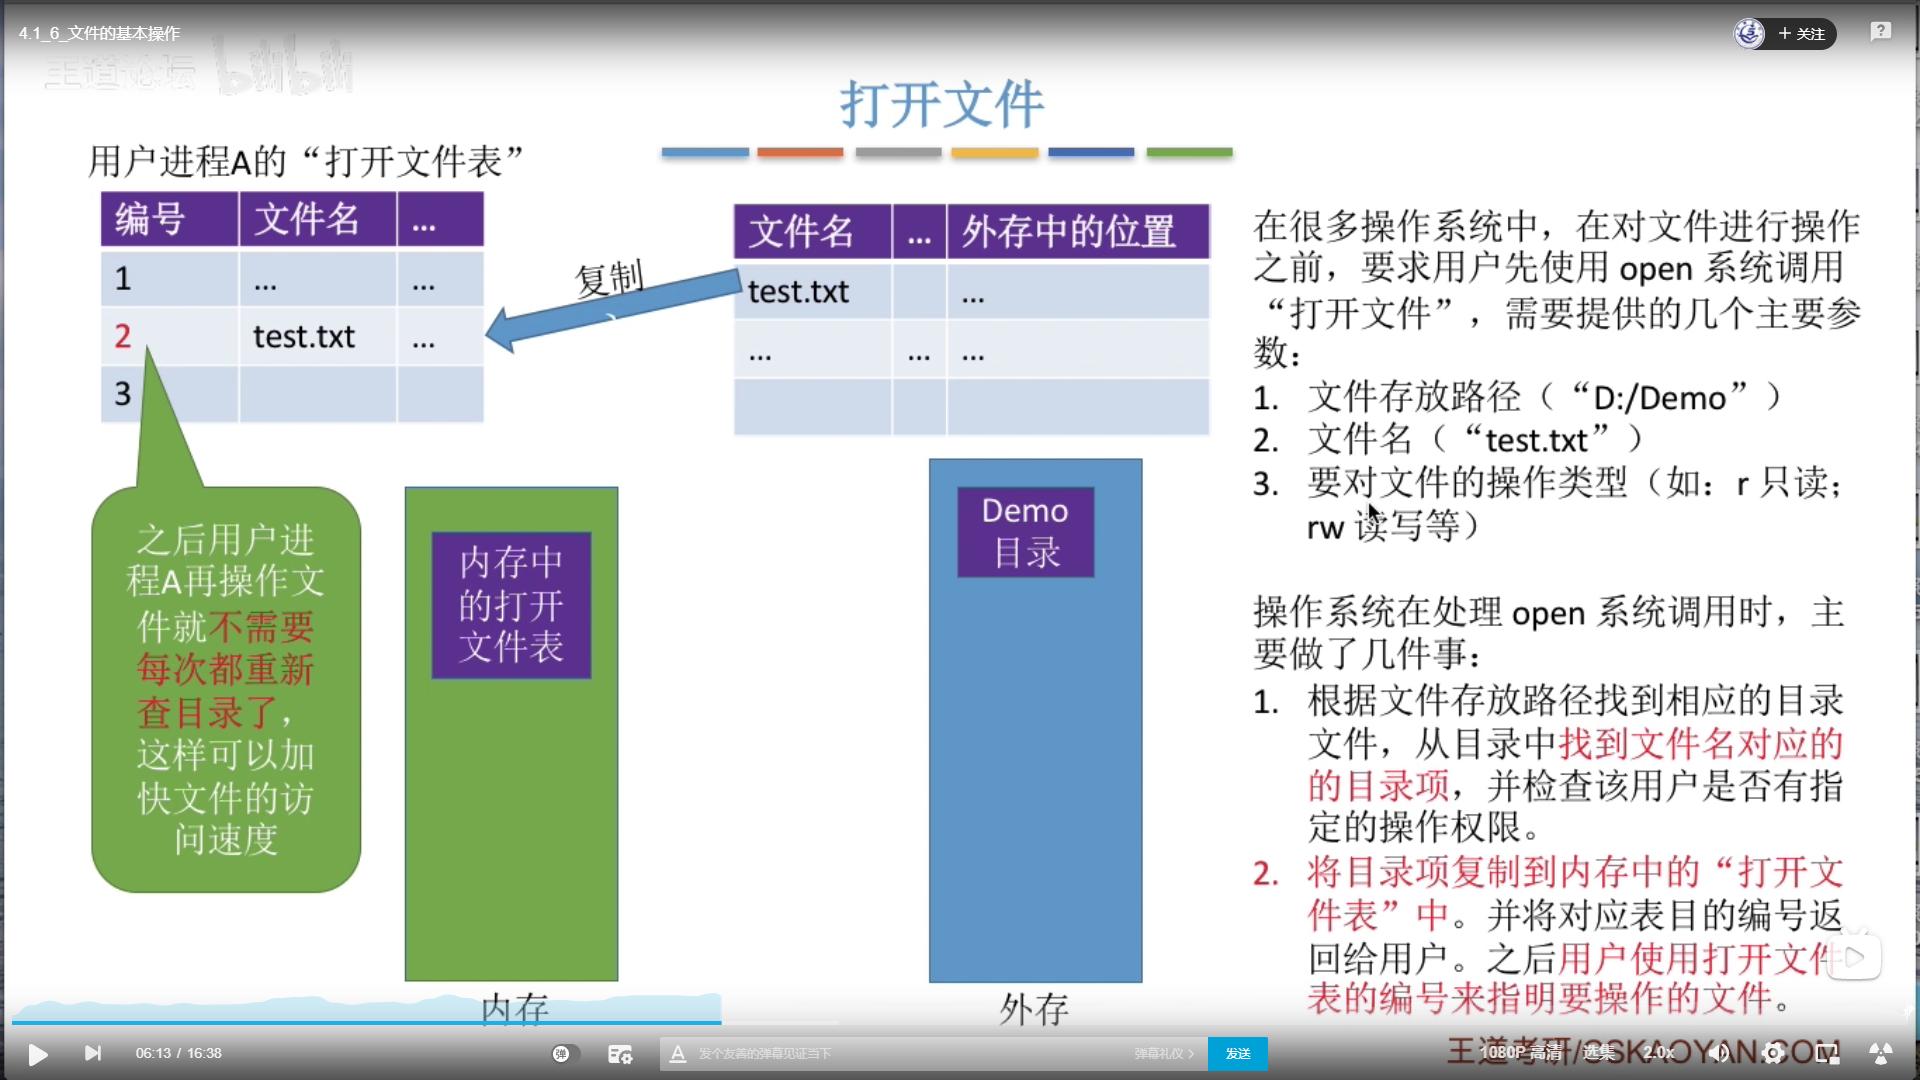 4.1_6_文件的基本操作
+ 关注
王道论坛 bilibili
打开文件
用户进程A的“打开文件表”
编号 文件名 ...
1 ... ...
2 test.txt ...
3
复制
文件名 ... 外存中的位置
test.txt ...
... ... ...
之后用户进
程A再操作文
件就不需要
每次都重新
查目录了，
这样可以加
快文件的访
问速度
内存中
的打开
文件表
内存
Demo
目录
外存
在很多操作系统中，在对文件进行操作
之前，要求用户先使用 open 系统调用
“打开文件”，需要提供的几个主要参
数：
1. 文件存放路径（“D:/Demo”）
2. 文件名（“test.txt”）
3. 要对文件的操作类型（如：r 只读；
rw 读写等）
操作系统在处理 open 系统调用时，主
要做了几件事：
1. 根据文件存放路径找到相应的目录
文件，从目录中找到文件名对应的
的目录项，并检查该用户是否有指
定的操作权限。
2. 将目录项复制到内存中的“打开文
件表”中。并将对应表目的编号返
回给用户。之后用户使用打开文件
表的编号来指明要操作的文件。
王道考研/CSKAOYAN.COM
06:13 / 16:38
弹
A 发个友善的弹幕见证当下
弹幕礼仪 >
发送
1080P 高清
选集
2.0x